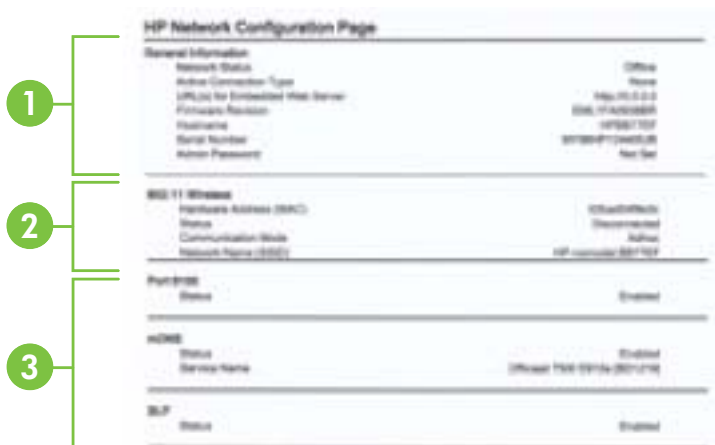 HP Network Configuration Page
General Information
Network Status Offline
Active Connection Type None
URL(s) for Embedded Web Server
Firmware Revision
Hostname
Serial Number
Admin Password Not Set
1
802.11 Wireless
Hardware Address (MAC)
Status Disconnected
Communication Mode Adhoc
Network Name (SSID)
2
Port 9100
Status Enabled
mDNS
Status Enabled
Service Name
SLP
Status Enabled
3